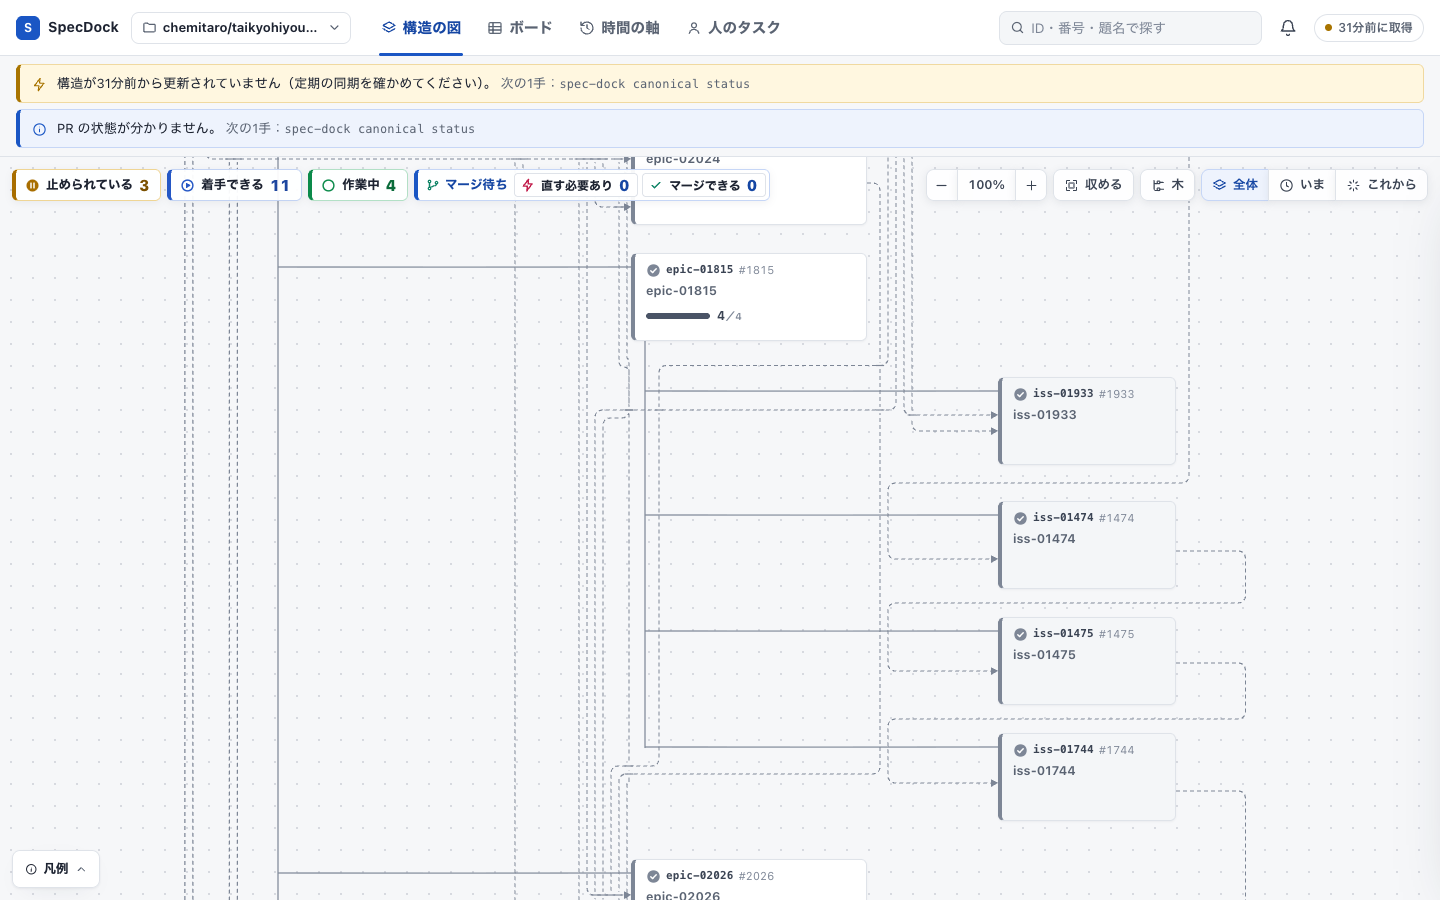 S SpecDock chemitaro/taikyohiyou... 構造の図 ボード 時間の軸 人のタスク ID・番号・題名で探す 31分前に取得
構造が31分前から更新されていません（定期の同期を確かめてください）。 次の1手：spec-dock canonical status
PR の状態が分かりません。 次の1手：spec-dock canonical status
epic-02024
止められている 3 着手できる 11 作業中 4 マージ待ち 直す必要あり 0 マージできる 0 100% 収める 木 全体 いま これから
epic-01815 #1815
epic-01815
4/4
iss-01933 #1933
iss-01933
iss-01474 #1474
iss-01474
iss-01475 #1475
iss-01475
iss-01744 #1744
iss-01744
凡例
epic-02026 #2026
epic-02026